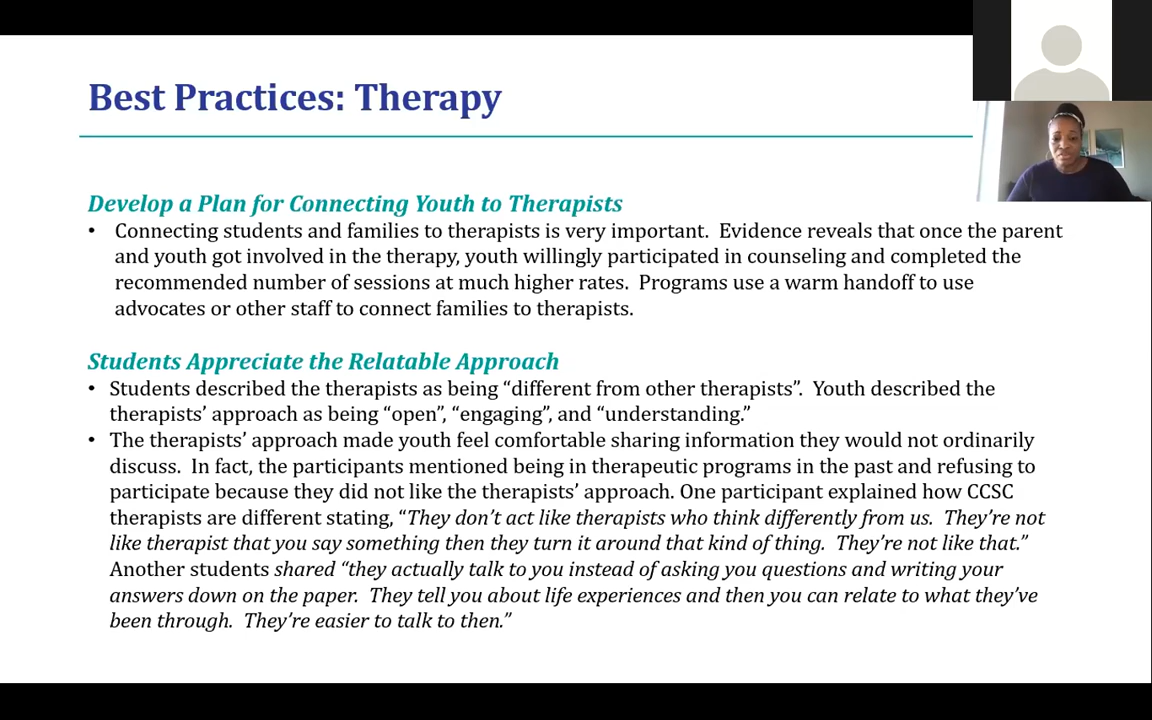 Best Practices: Therapy
Develop a Plan for Connecting Youth to Therapists
• Connecting students and families to therapists is very important.  Evidence reveals that once the parent
and youth got involved in the therapy, youth willingly participated in counseling and completed the
recommended number of sessions at much higher rates.  Programs use a warm handoff to use
advocates or other staff to connect families to therapists.
Students Appreciate the Relatable Approach
• Students described the therapists as being “different from other therapists”.  Youth described the
therapists’ approach as being “open”, “engaging”, and “understanding.”
• The therapists’ approach made youth feel comfortable sharing information they would not ordinarily
discuss.  In fact, the participants mentioned being in therapeutic programs in the past and refusing to
participate because they did not like the therapists’ approach. One participant explained how CCSC
therapists are different stating, “They don’t act like therapists who think differently from us.  They’re not
like therapist that you say something then they turn it around that kind of thing.  They’re not like that.”
Another students shared “they actually talk to you instead of asking you questions and writing your
answers down on the paper.  They tell you about life experiences and then you can relate to what they’ve
been through.  They’re easier to talk to then.”